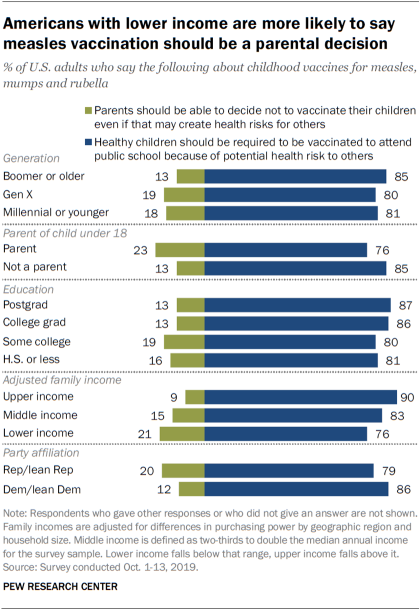 Americans with lower income are more likely to say
measles vaccination should be a parental decision
% of U.S. adults who say the following about childhood vaccines for measles,
mumps and rubella
Parents should be able to decide not to vaccinate their children
even if that may create health risks for others
Healthy children should be required to be vaccinated to attend
public school because of potential health risk to others
Generation
Boomer or older 13 85
Gen X 19 80
Millennial or younger 18 81
Parent of child under 18
Parent 23 76
Not a parent 13 85
Education
Postgrad 13 87
College grad 13 86
Some college 19 80
H.S. or less 16 81
Adjusted family income
Upper income 9 90
Middle income 15 83
Lower income 21 76
Party affiliation
Rep/lean Rep 20 79
Dem/lean Dem 12 86
Note: Respondents who gave other responses or who did not give an answer are not shown.
Family incomes are adjusted for differences in purchasing power by geographic region and
household size. Middle income is defined as two-thirds to double the median annual income
for the survey sample. Lower income falls below that range, upper income falls above it.
Source: Survey conducted Oct. 1-13, 2019.
PEW RESEARCH CENTER